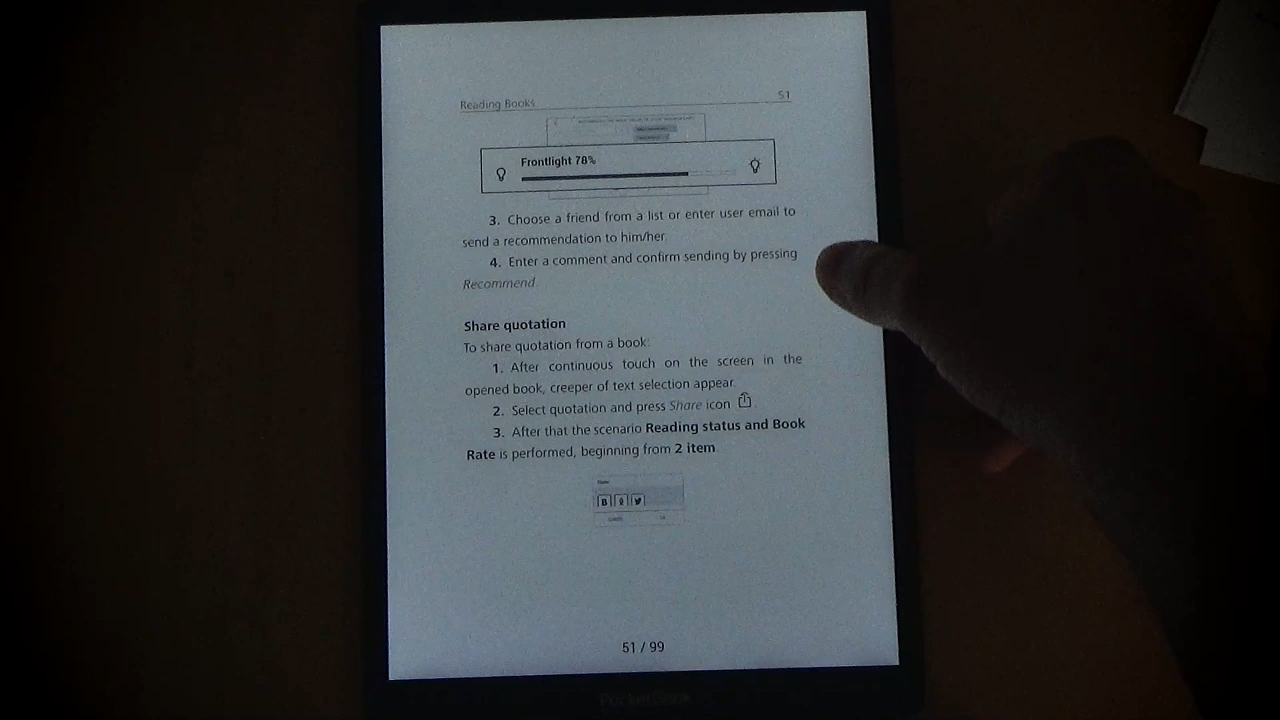 Reading Books 51
Frontlight 78%
3. Choose a friend from a list or enter user email to
send a recommendation to him/her.
4. Enter a comment and confirm sending by pressing
Recommend.
Share quotation
To share quotation from a book:
1. After continuous touch on the screen in the
opened book, creeper of text selection appear.
2. Select quotation and press Share icon
3. After that the scenario Reading status and Book
Rate is performed, beginning from 2 item.
51 / 99
PocketBook